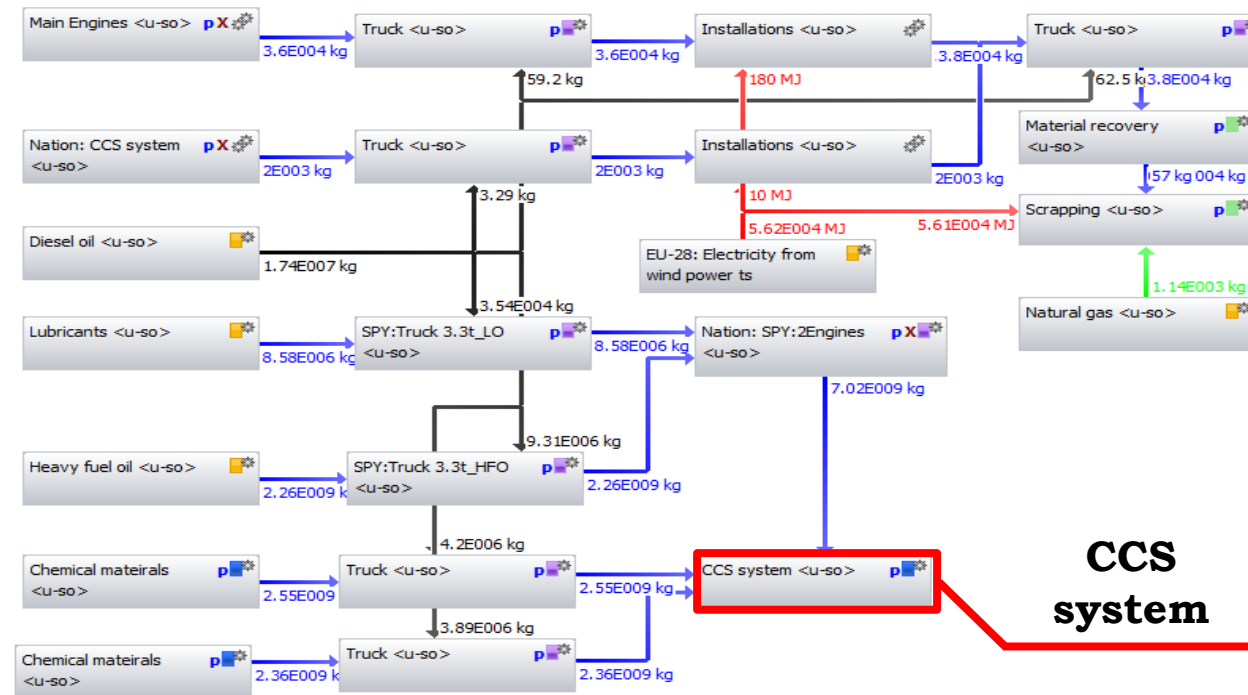 Main Engines <u-so> p X
3.6E004 kg
Truck <u-so> p
3.6E004 kg
Installations <u-so>
3.8E004 kg
Truck <u-so> p
59.2 kg
180 MJ
62.5 k
3.8E004 kg
Material recovery p
<u-so>
Nation: CCS system p X
<u-so>
2E003 kg
Truck <u-so> p
2E003 kg
Installations <u-so>
2E003 kg
57 kg
004 kg
3.29 kg
10 MJ
Scrapping <u-so> p
5.61E004 MJ
5.62E004 MJ
Diesel oil <u-so>
1.74E007 kg
EU-28: Electricity from
wind power ts
1.14E003 kg
Natural gas <u-so>
3.54E004 kg
Lubricants <u-so>
8.58E006 kg
SPY:Truck 3.3t_LO p
<u-so>
8.58E006 kg
Nation: SPY:2Engines p X
<u-so>
7.02E009 kg
9.31E006 kg
Heavy fuel oil <u-so>
2.26E009 k
SPY:Truck 3.3t_HFO p
<u-so>
2.26E009 kg
4.2E006 kg
Chemical mateirals p
<u-so>
2.55E009
Truck <u-so> p
2.55E009 kg
CCS system <u-so> p
CCS
system
3.89E006 kg
Chemical mateirals p
<u-so>
2.36E009 k
Truck <u-so> p
2.36E009 kg